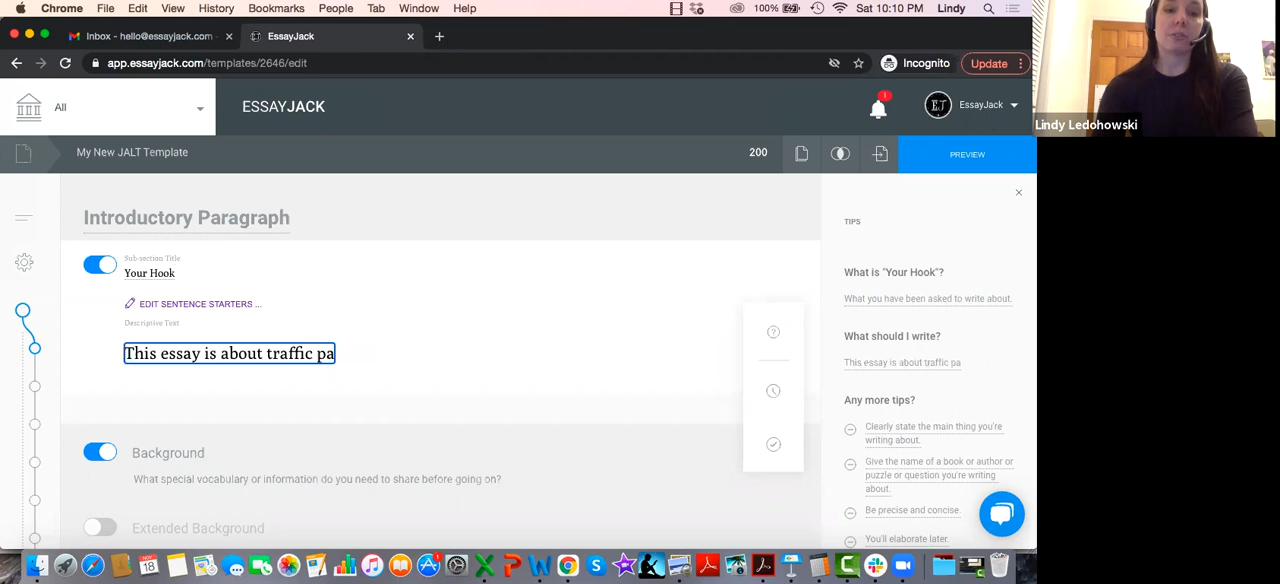 Chrome File Edit View History Bookmarks People Tab Window Help 100% Sat 10:10 PM Lindy
Inbox - hello@essayjack.com - EssayJack
app.essayjack.com/templates/2646/edit Incognito Update
All ESSAYJACK 1 EJ EssayJack
Lindy Ledohowski
My New JALT Template 200 PREVIEW
Introductory Paragraph
Sub-section Title
Your Hook
EDIT SENTENCE STARTERS ...
Descriptive Text
This essay is about traffic pa
Background
What special vocabulary or information do you need to share before going on?
Extended Background
TIPS
What is "Your Hook"?
What you have been asked to write about.
What should I write?
This essay is about traffic pa
Any more tips?
Clearly state the main thing you're
writing about.
Give the name of a book or author or
puzzle or question you're writing
about.
Be precise and concise.
You'll elaborate later.
NOV
18